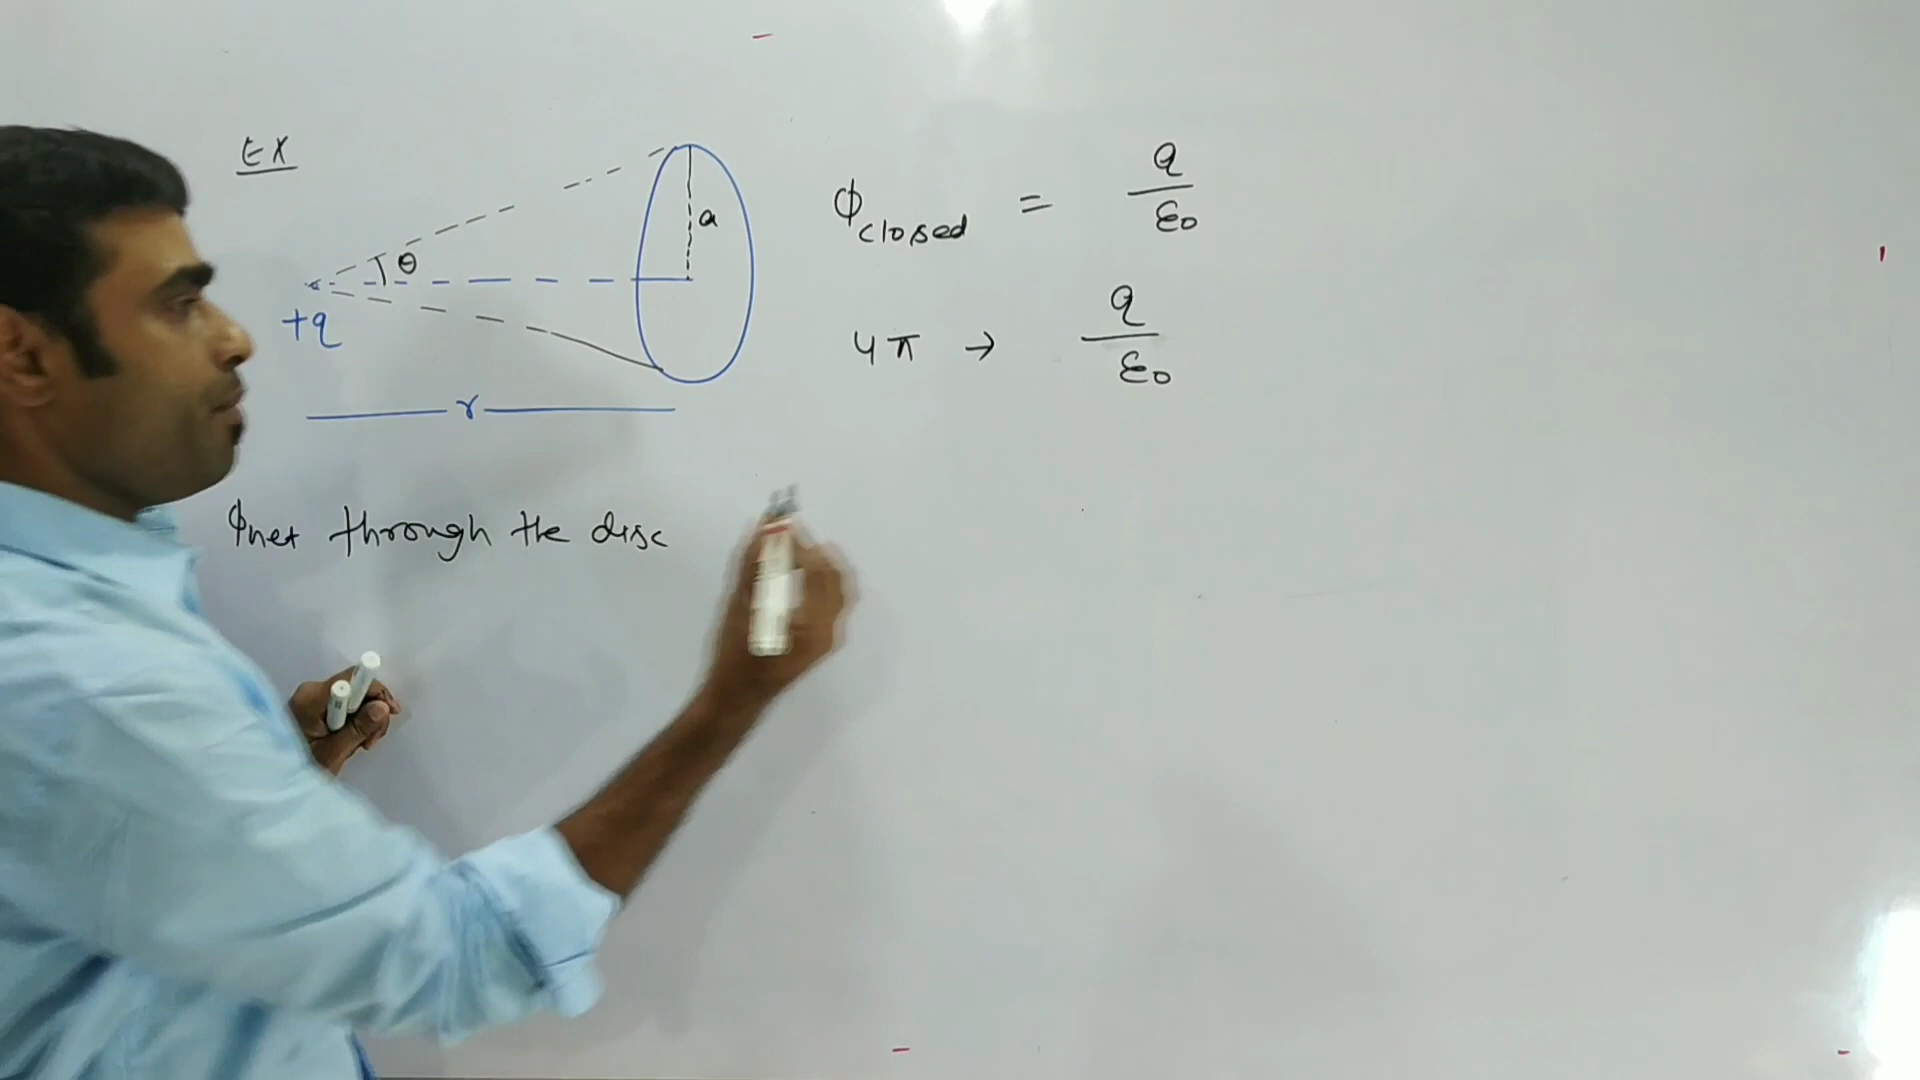 EX
θ
a
+q
r
ϕnet through the disc
ϕclosed = q/ε0
4π → q/ε0